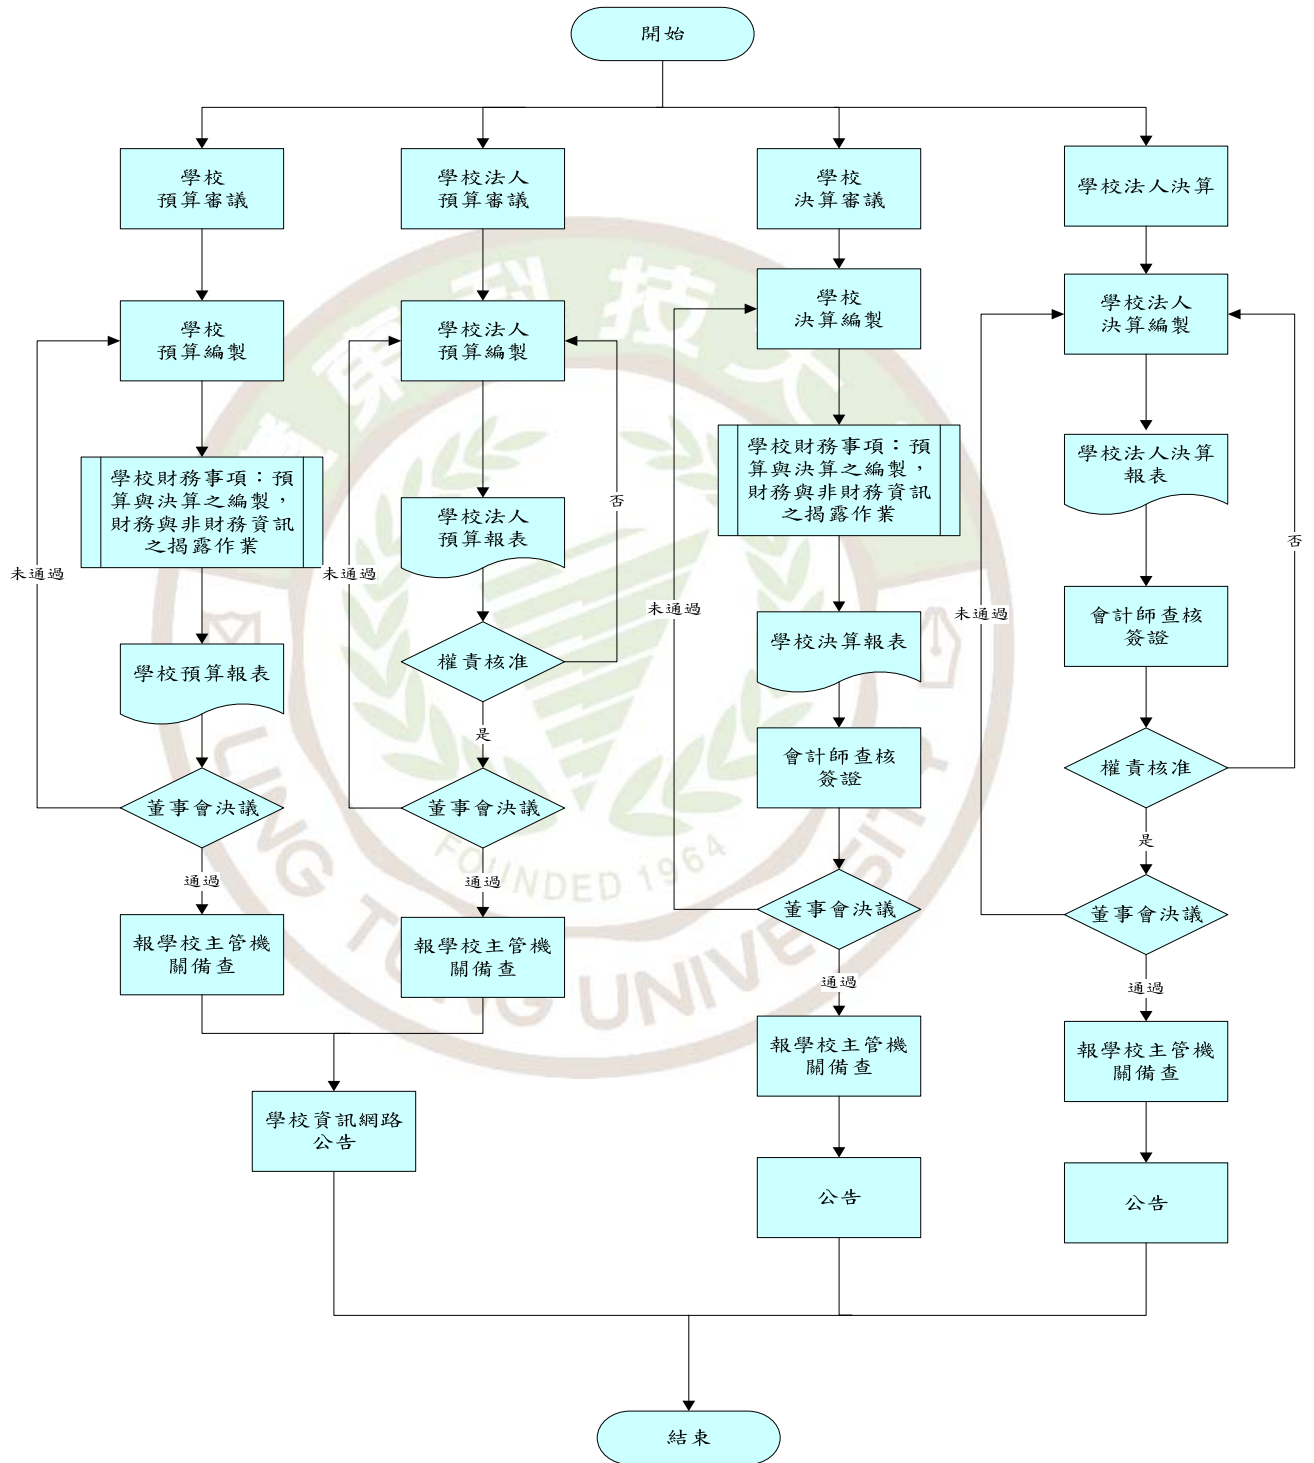 開始
學校
預算審議
學校
預算編製
學校財務事項：預
算與決算之編製，
財務與非財務資訊
之揭露作業
未通過
學校預算報表
董事會決議
通過
報學校主管機
關備查
學校法人
預算審議
學校法人
預算編製
否
學校法人
預算報表
未通過
權責核准
是
董事會決議
通過
報學校主管機
關備查
學校資訊網路
公告
學校
決算審議
學校
決算編製
學校財務事項：預
算與決算之編製，
財務與非財務資訊
之揭露作業
未通過
學校決算報表
會計師查核
簽證
董事會決議
通過
報學校主管機
關備查
公告
學校法人決算
學校法人
決算編製
學校法人決算
報表
否
未通過
會計師查核
簽證
權責核准
是
董事會決議
通過
報學校主管機
關備查
公告
結束
科技大
UNG TUNG UNIVERSIT
FOUNDED 1964